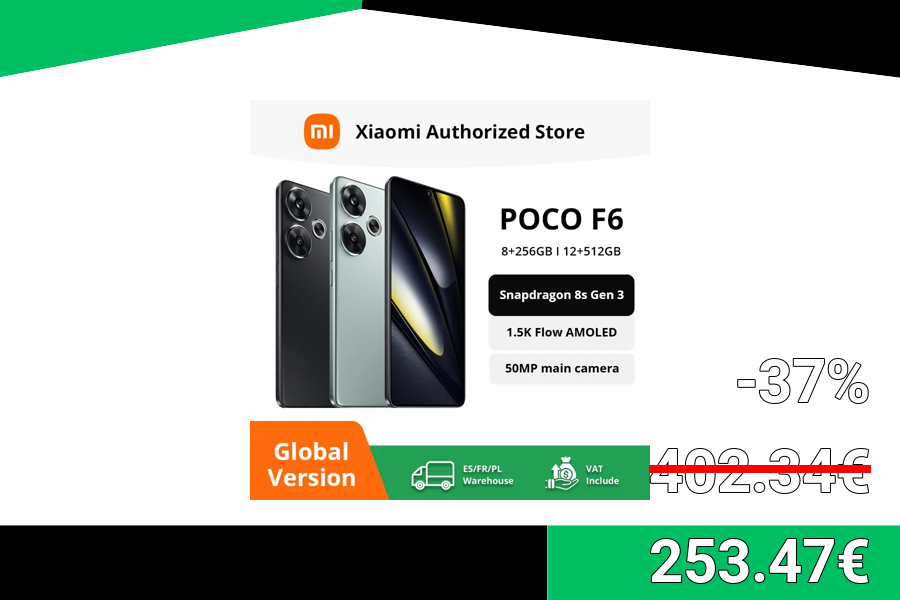 mi
Xiaomi Authorized Store
POCO F6
8+256GB I 12+512GB
Snapdragon 8s Gen 3
1.5K Flow AMOLED
50MP main camera
-37%
Global
Version
ES/FR/PL
Warehouse
VAT
Include
$
402.34€
253.47€